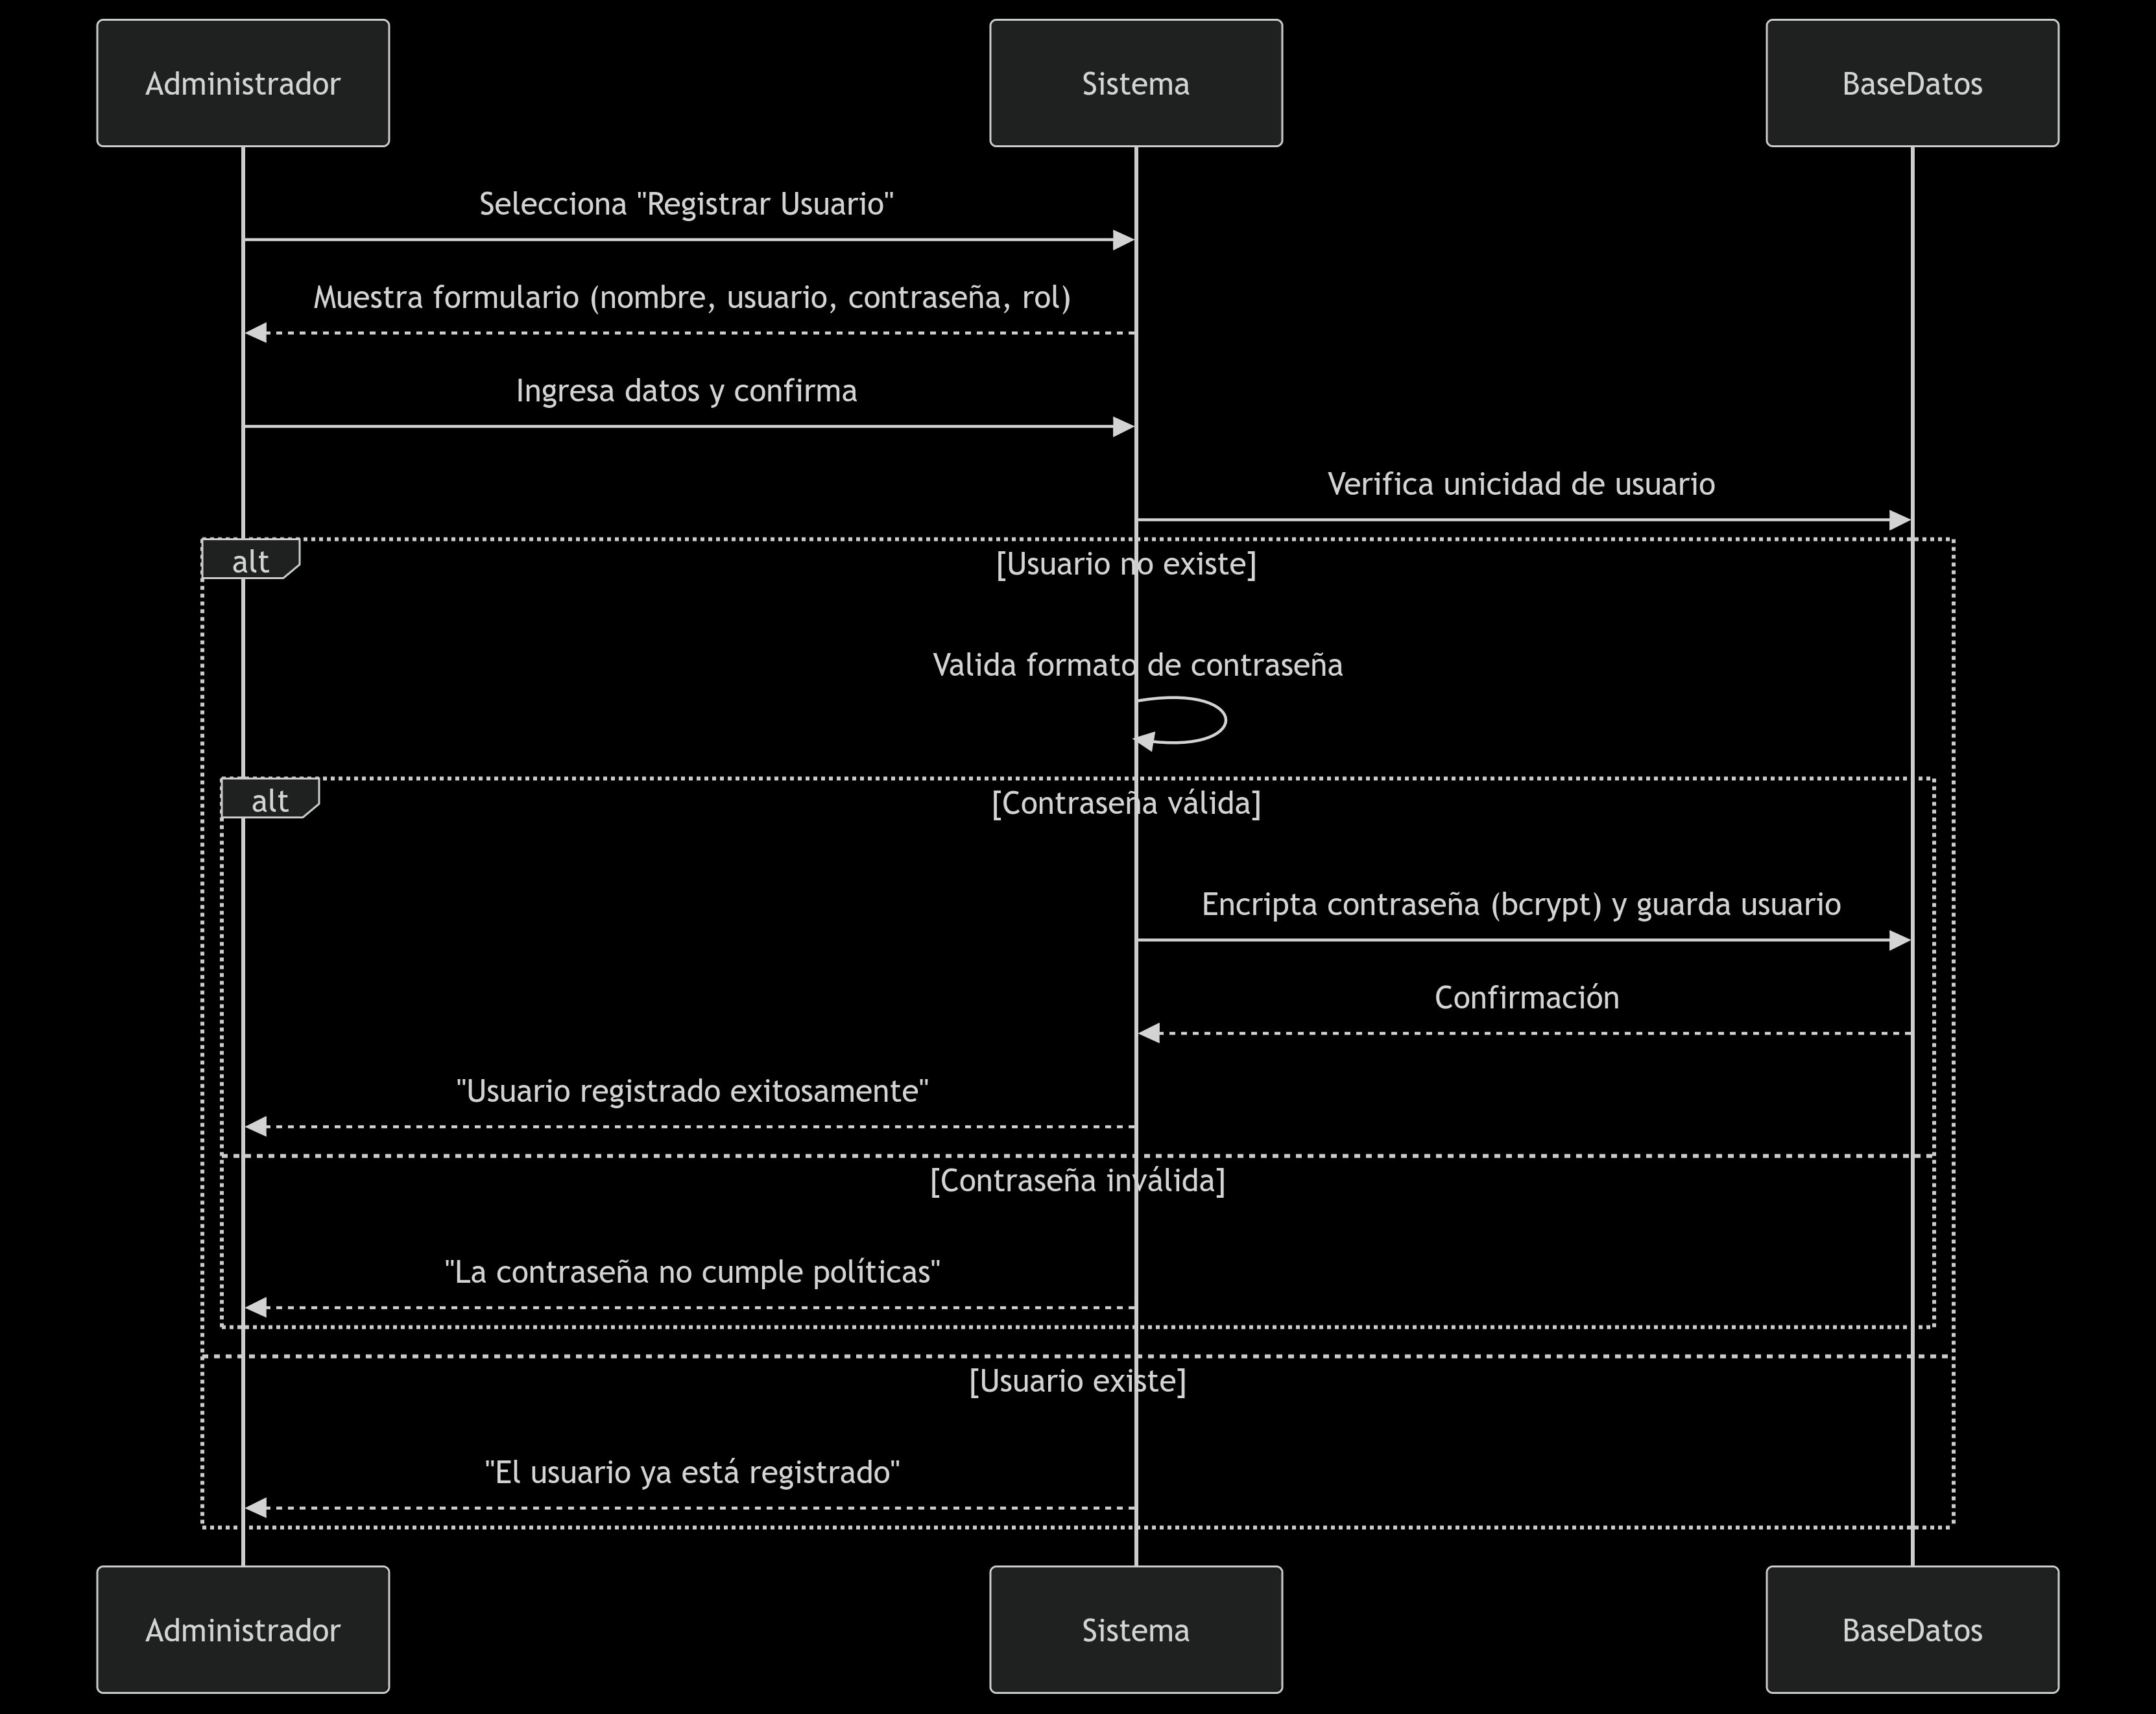 Administrador
Sistema
BaseDatos
Selecciona "Registrar Usuario"
Muestra formulario (nombre, usuario, contraseña, rol)
Ingresa datos y confirma
Verifica unicidad de usuario
alt
[Usuario no existe]
Valida formato de contraseña
alt
[Contraseña válida]
Encripta contraseña (bcrypt) y guarda usuario
Confirmación
"Usuario registrado exitosamente"
[Contraseña inválida]
"La contraseña no cumple políticas"
[Usuario existe]
"El usuario ya está registrado"
Administrador
Sistema
BaseDatos